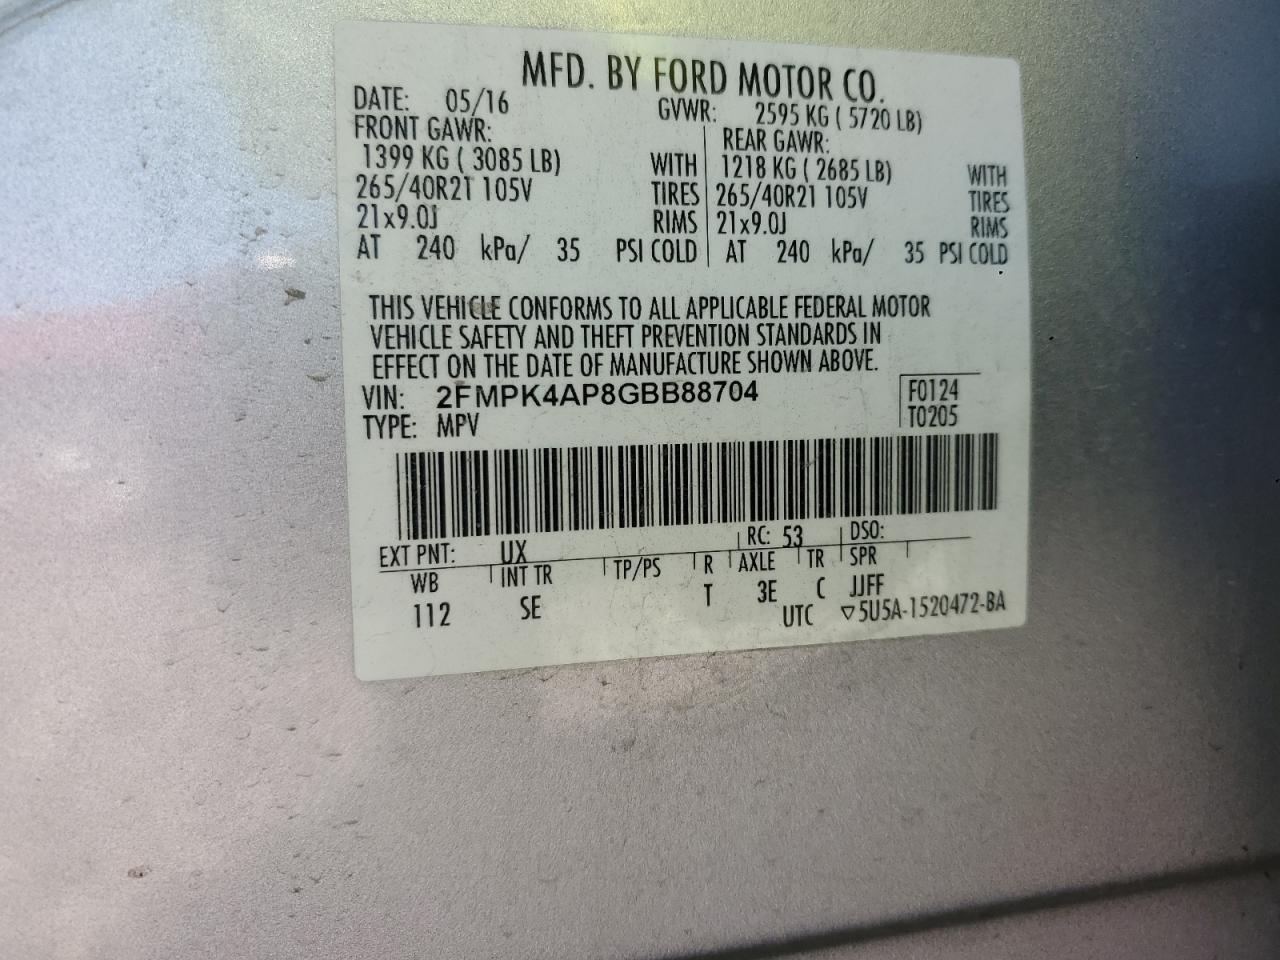 MFD. BY FORD MOTOR CO.
DATE: 05/16 GVWR: 2595 KG ( 5720 LB)
FRONT GAWR: REAR GAWR:
1399 KG ( 3085 LB) WITH 1218 KG ( 2685 LB) WITH
265/40R21 105V TIRES 265/40R21 105V TIRES
21x9.0J RIMS 21x9.0J RIMS
AT 240 kPa/ 35 PSI COLD AT 240 kPa/ 35 PSI COLD
THIS VEHICLE CONFORMS TO ALL APPLICABLE FEDERAL MOTOR
VEHICLE SAFETY AND THEFT PREVENTION STANDARDS IN
EFFECT ON THE DATE OF MANUFACTURE SHOWN ABOVE.
VIN: 2FMPK4AP8GBB88704 F0124
TYPE: MPV T0205
EXT PNT: UX RC: 53 DSO:
WB INT TR TP/PS R AXLE TR SPR
112 SE T 3E C JJFF
UTC ▽5U5A-1520472-BA